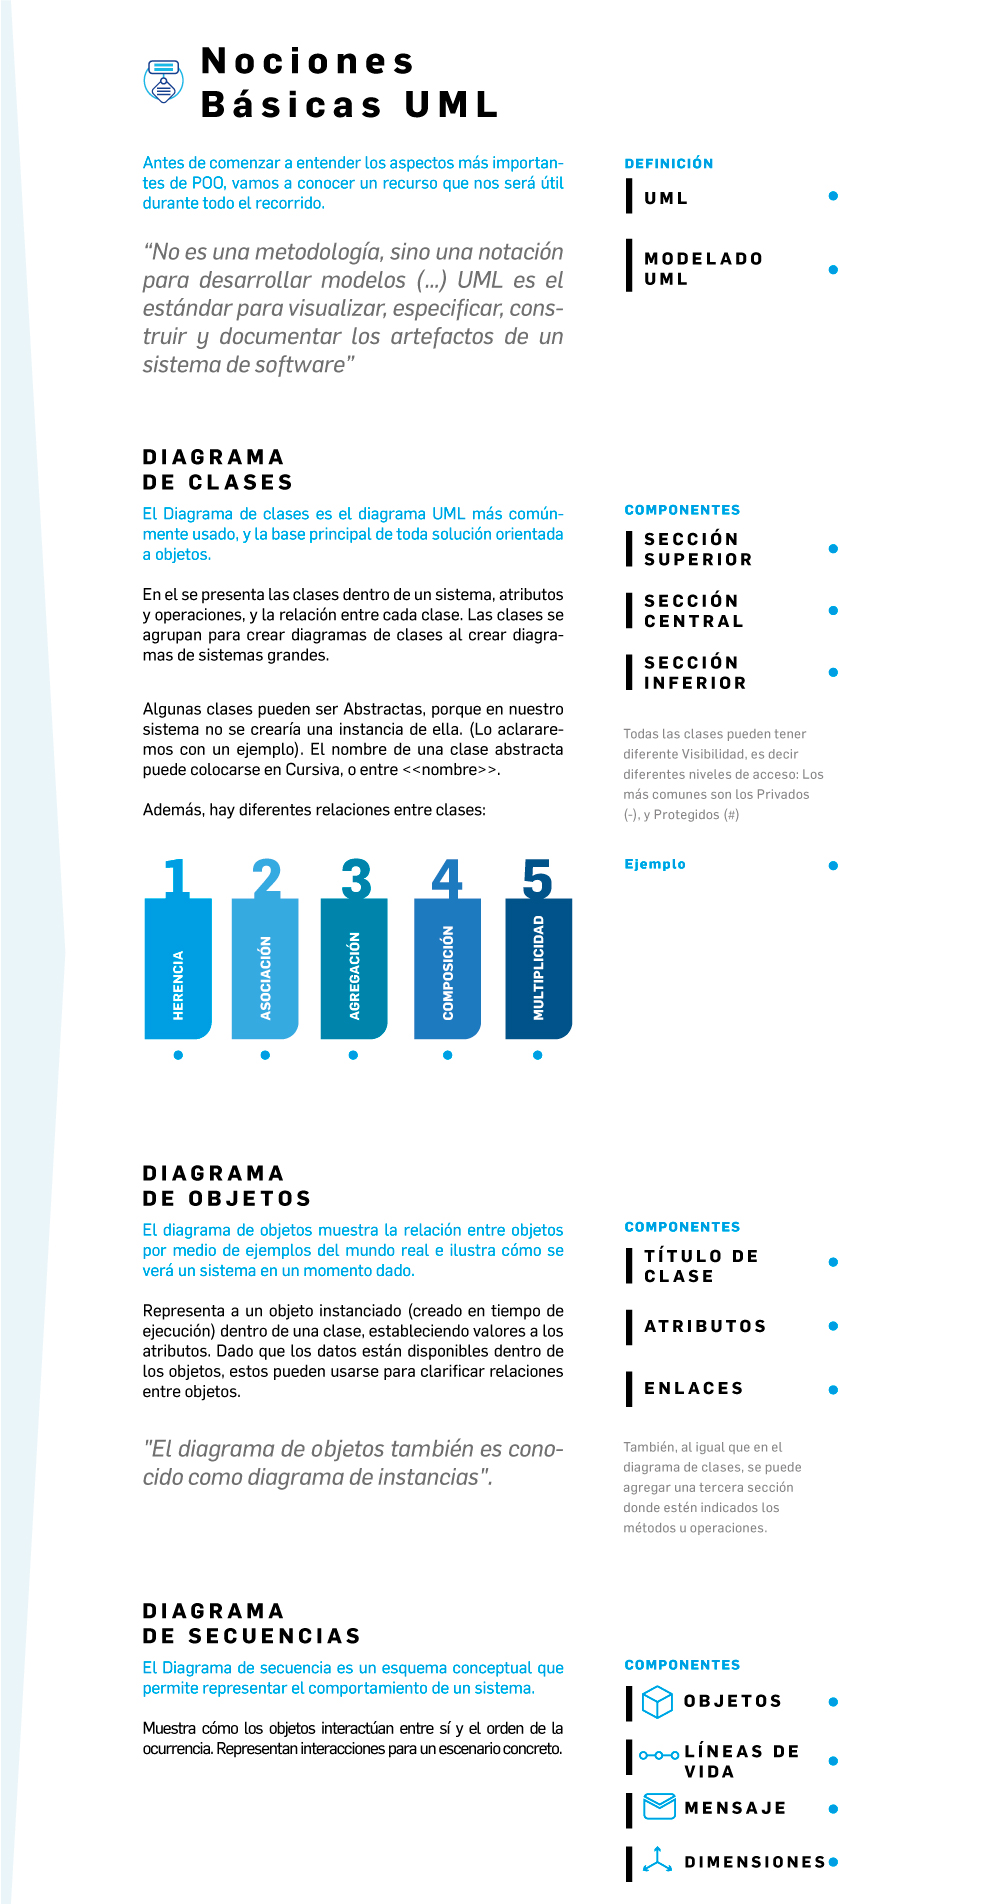 Nociones
Básicas UML
Antes de comenzar a entender los aspectos más importan-
tes de POO, vamos a conocer un recurso que nos será útil
durante todo el recorrido.
“No es una metodología, sino una notación
para desarrollar modelos (...) UML es el
estándar para visualizar, especificar, cons-
truir y documentar los artefactos de un
sistema de software”
DEFINICIÓN
UML
MODELADO
UML
DIAGRAMA
DE CLASES
El Diagrama de clases es el diagrama UML más común-
mente usado, y la base principal de toda solución orientada
a objetos.
En el se presenta las clases dentro de un sistema, atributos
y operaciones, y la relación entre cada clase. Las clases se
agrupan para crear diagramas de clases al crear diagra-
mas de sistemas grandes.
Algunas clases pueden ser Abstractas, porque en nuestro
sistema no se crearía una instancia de ella. (Lo aclarare-
mos con un ejemplo). El nombre de una clase abstracta
puede colocarse en Cursiva, o entre <<nombre>>.
Además, hay diferentes relaciones entre clases:
1
HERENCIA
2
ASOCIACIÓN
3
AGREGACIÓN
4
COMPOSICIÓN
5
MULTIPLICIDAD
COMPONENTES
SECCIÓN
SUPERIOR
SECCIÓN
CENTRAL
SECCIÓN
INFERIOR
Todas las clases pueden tener
diferente Visibilidad, es decir
diferentes niveles de acceso: Los
más comunes son los Privados
(-), y Protegidos (#)
Ejemplo
DIAGRAMA
DE OBJETOS
El diagrama de objetos muestra la relación entre objetos
por medio de ejemplos del mundo real e ilustra cómo se
verá un sistema en un momento dado.
Representa a un objeto instanciado (creado en tiempo de
ejecución) dentro de una clase, estableciendo valores a los
atributos. Dado que los datos están disponibles dentro de
los objetos, estos pueden usarse para clarificar relaciones
entre objetos.
"El diagrama de objetos también es cono-
cido como diagrama de instancias".
COMPONENTES
TÍTULO DE
CLASE
ATRIBUTOS
ENLACES
También, al igual que en el
diagrama de clases, se puede
agregar una tercera sección
donde estén indicados los
métodos u operaciones.
DIAGRAMA
DE SECUENCIAS
El Diagrama de secuencia es un esquema conceptual que
permite representar el comportamiento de un sistema.
Muestra cómo los objetos interactúan entre sí y el orden de la
ocurrencia. Representan interacciones para un escenario concreto.
COMPONENTES
OBJETOS
LÍNEAS DE
VIDA
MENSAJE
DIMENSIONES